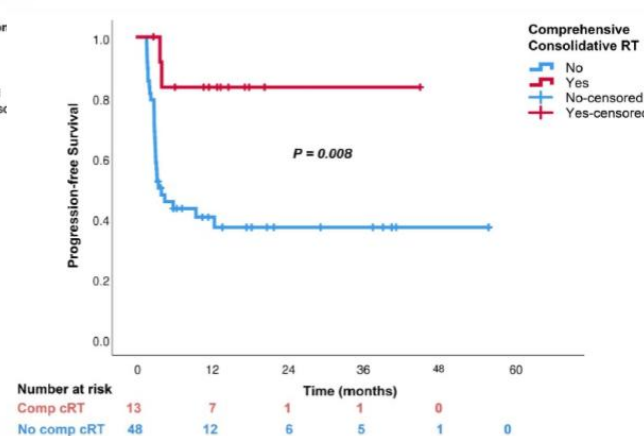 Comprehensive
Consolidative RT
No
Yes
No-censored
Yes-censored
Progression-free Survival
1.0
0.8
0.6
0.4
0.2
0.0
P = 0.008
0 12 24 36 48 60
Time (months)
Number at risk
Comp cRT 13 7 1 1 0
No comp cRT 48 12 6 5 1 0